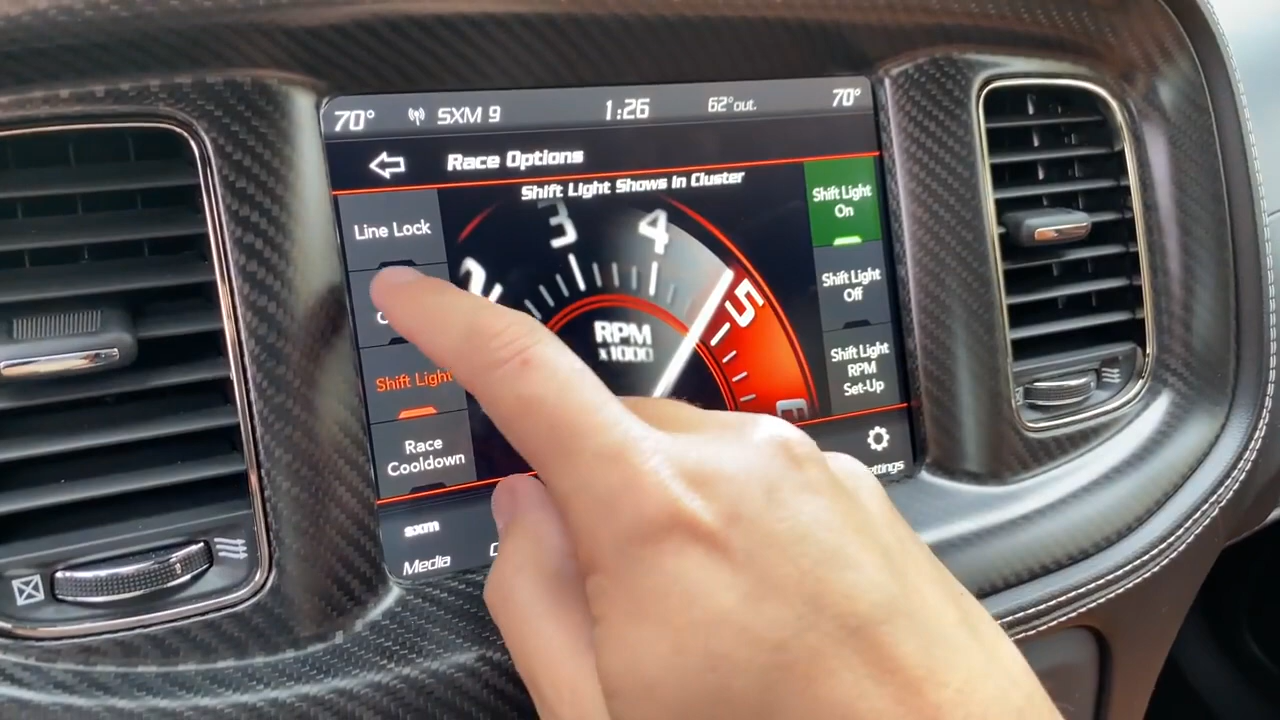 70° SXM 9 1:26 62°out. 70°
Race Options
Shift Light Shows In Cluster
Line Lock
Shift Light
Race
Cooldown
2 3 4 5
RPM
x1000
Shift Light
On
Shift Light
Off
Shift Light
RPM
Set-Up
sxm
Media